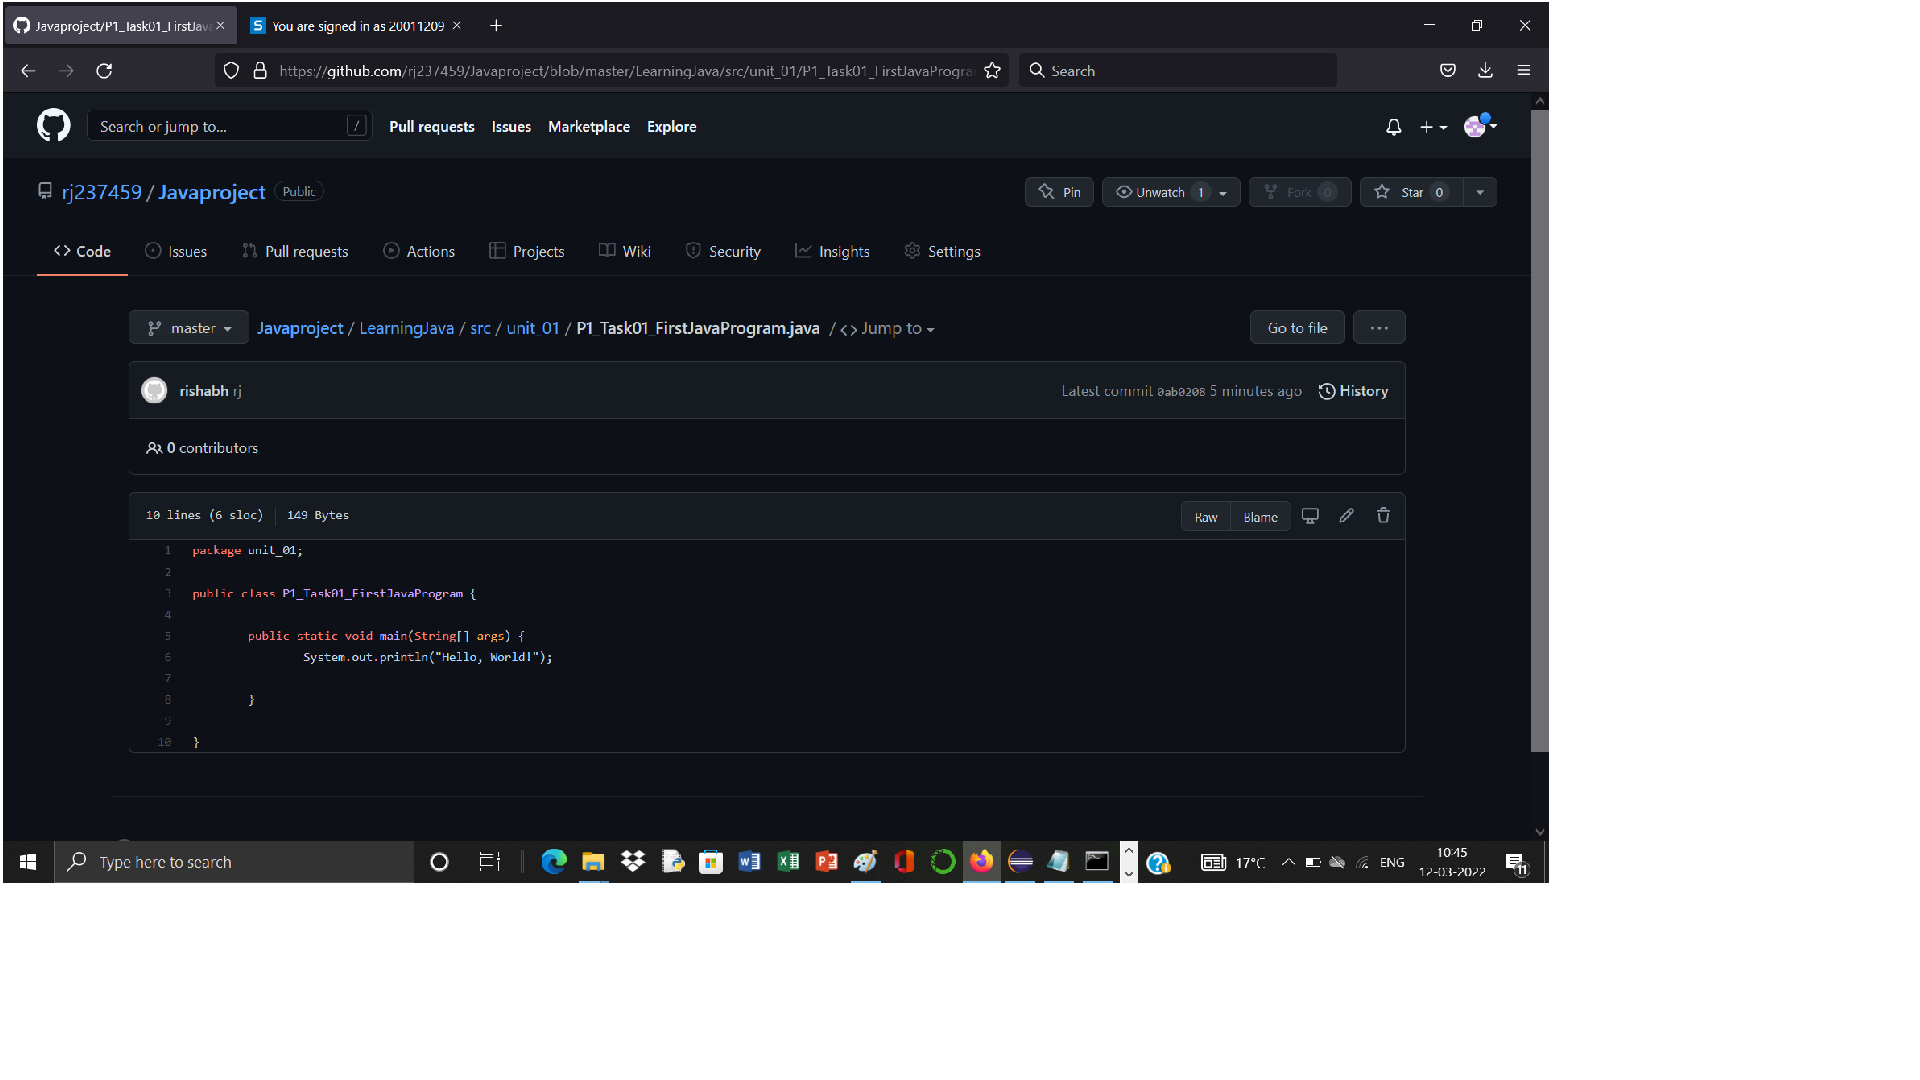 Javaproject/P1_Task01_FirstJava
You are signed in as 20011209
https://github.com/rj237459/Javaproject/blob/master/LearningJava/src/unit_01/P1_Task01_FirstJavaProgra
Search
Search or jump to...
/
Pull requests
Issues
Marketplace
Explore
rj237459 / Javaproject
Public
Pin
Unwatch 1
Fork 0
Star 0
Code
Issues
Pull requests
Actions
Projects
Wiki
Security
Insights
Settings
master
Javaproject / LearningJava / src / unit_01 / P1_Task01_FirstJavaProgram.java / <> Jump to
Go to file
...
rishabh rj
Latest commit 0ab0208 5 minutes ago
History
0 contributors
10 lines (6 sloc)
149 Bytes
Raw
Blame
1 package unit_01;
2
3 public class P1_Task01_FirstJavaProgram {
4
5 public static void main(String[] args) {
6 System.out.println("Hello, World!");
7
8 }
9
10 }
Type here to search
17°C
ENG
10:45
12-03-2022
11